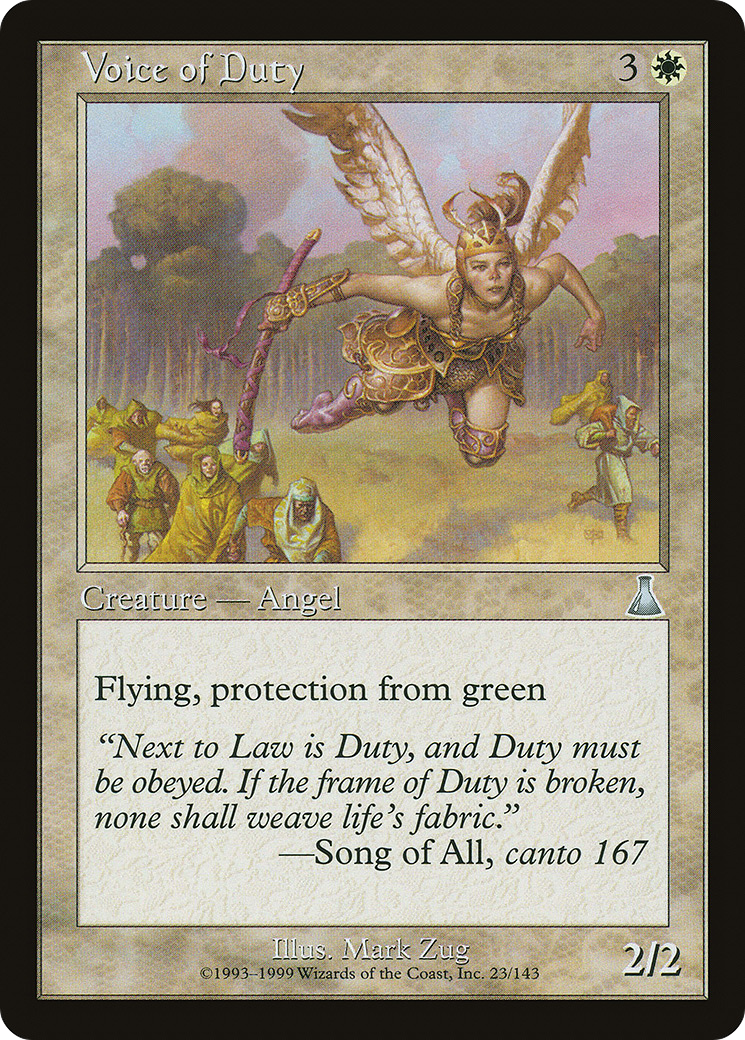 Voice of Duty 3
Creature — Angel
Flying, protection from green
“Next to Law is Duty, and Duty must
be obeyed. If the frame of Duty is broken,
none shall weave life’s fabric.”
—Song of All, canto 167
Illus. Mark Zug
©1993–1999 Wizards of the Coast, Inc. 23/143
2/2